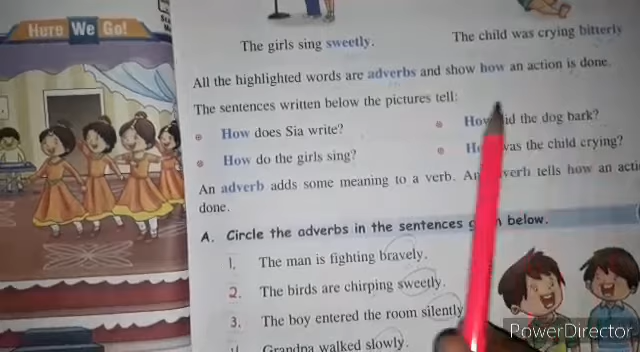 Here We Go!
The girls sing sweetly.
The child was crying bitterly
All the highlighted words are adverbs and show how an action is done.
The sentences written below the pictures tell:
How does Sia write?
How did the dog bark?
How do the girls sing?
was the child crying?
An adverb adds some meaning to a verb. An adverb tells how an
done.
A. Circle the adverbs in the sentences given below.
1. The man is fighting bravely.
2. The birds are chirping sweetly.
3. The boy entered the room silently
Grandpa walked slowly.
PowerDirector